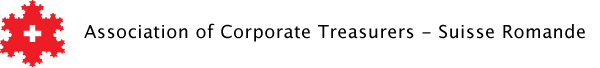 Association of Corporate Treasurers – Suisse Romande